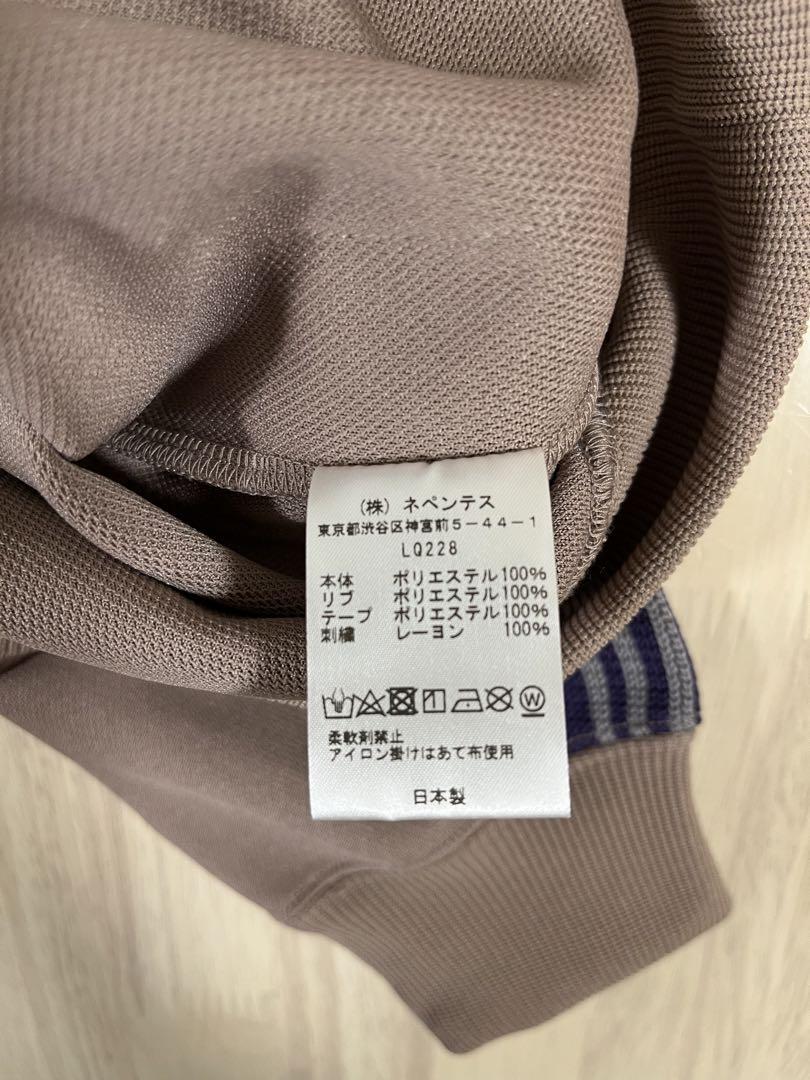 (株) ネペンテス
東京都渋谷区神宮前5-44-1
LQ228
本体 ポリエステル100%
リブ ポリエステル100%
テープ ポリエステル100%
刺繍 レーヨン 100%
W
柔軟剤禁止
アイロン掛けはあて布使用
日本製